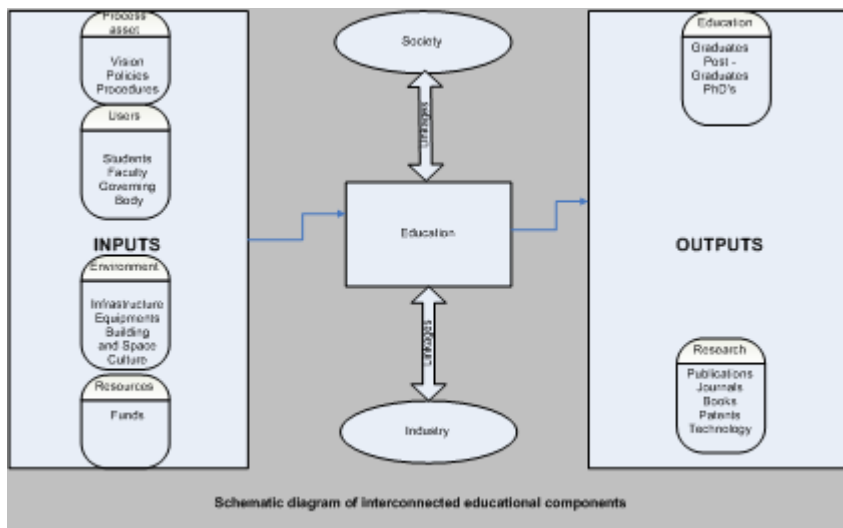 Process
asset
Vision
Policies
Procedures
Users
Students
Faculty
Governing
Body
INPUTS
Environment
Infrastructure
Equipments
Building
and Space
Culture
Resources
Funds
Society
Linkages
Education
Linkages
Industry
Education
Graduates
Post -
Graduates
PhD's
OUTPUTS
Research
Publications
Journals
Books
Patents
Technology
Schematic diagram of interconnected educational components